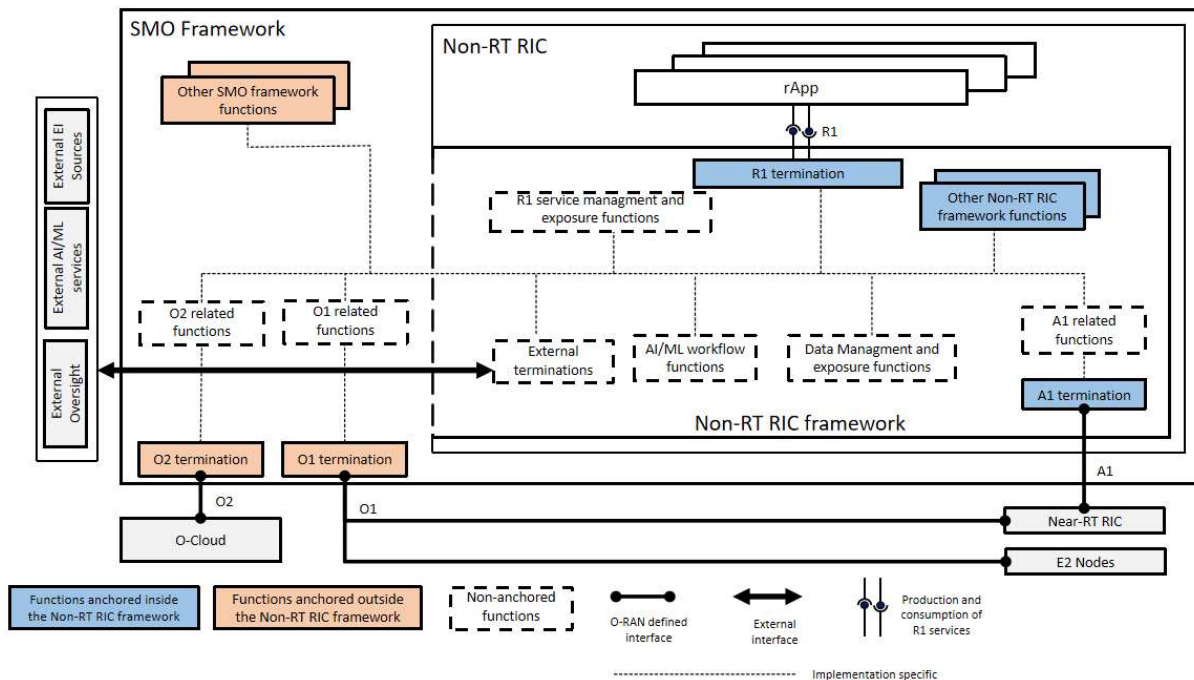 SMO Framework
Non-RT RIC
Other SMO framework
functions
rApp
R1
External EI
Sources
External AI/ML
services
External
Oversight
R1 termination
R1 service managment and
exposure functions
Other Non-RT RIC
framework functions
O2 related
functions
O1 related
functions
External
terminations
AI/ML workflow
functions
Data Managment and
exposure functions
A1 related
functions
A1 termination
Non-RT RIC framework
O2 termination
O1 termination
A1
O2
O1
O-Cloud
Near-RT RIC
E2 Nodes
Functions anchored inside
the Non-RT RIC framework
Functions anchored outside
the Non-RT RIC framework
Non-anchored
functions
O-RAN defined
interface
External
interface
Production and
consumption of
R1 services
Implementation specific